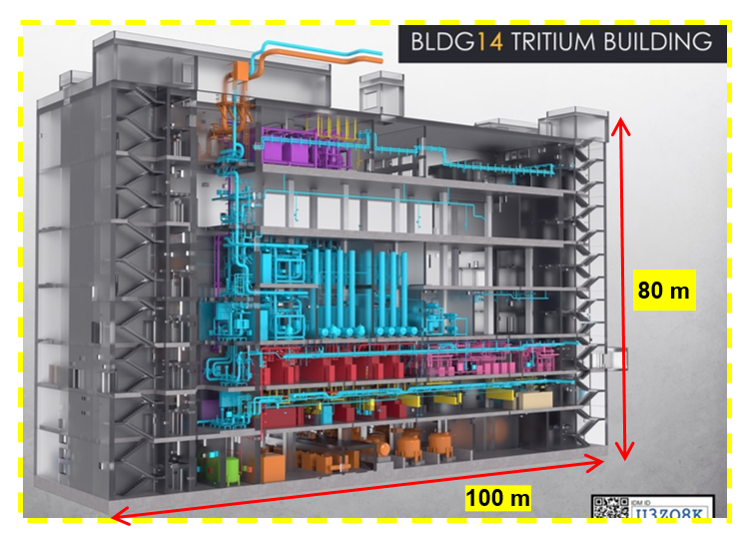 BLDG14 TRITIUM BUILDING
80 m
100 m
IDM ID